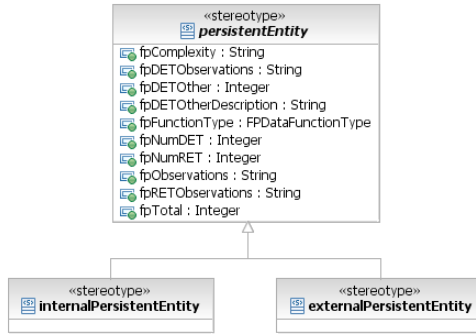 «stereotype»
persistentEntity
fpComplexity : String
fpDETObservations : String
fpDETOther : Integer
fpDETOtherDescription : String
fpFunctionType : FPDataFunctionType
fpNumDET : Integer
fpNumRET : Integer
fpObservations : String
fpRETObservations : String
fpTotal : Integer
«stereotype»
internalPersistentEntity
«stereotype»
externalPersistentEntity